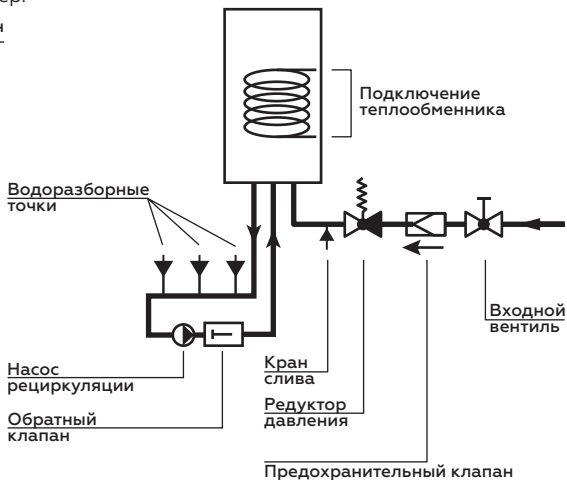 Подключение
теплообменника
Водоразборные
точки
Входной
вентиль
Насос
рециркуляции
Кран
слива
Обратный
клапан
Редуктор
давления
Предохранительный клапан